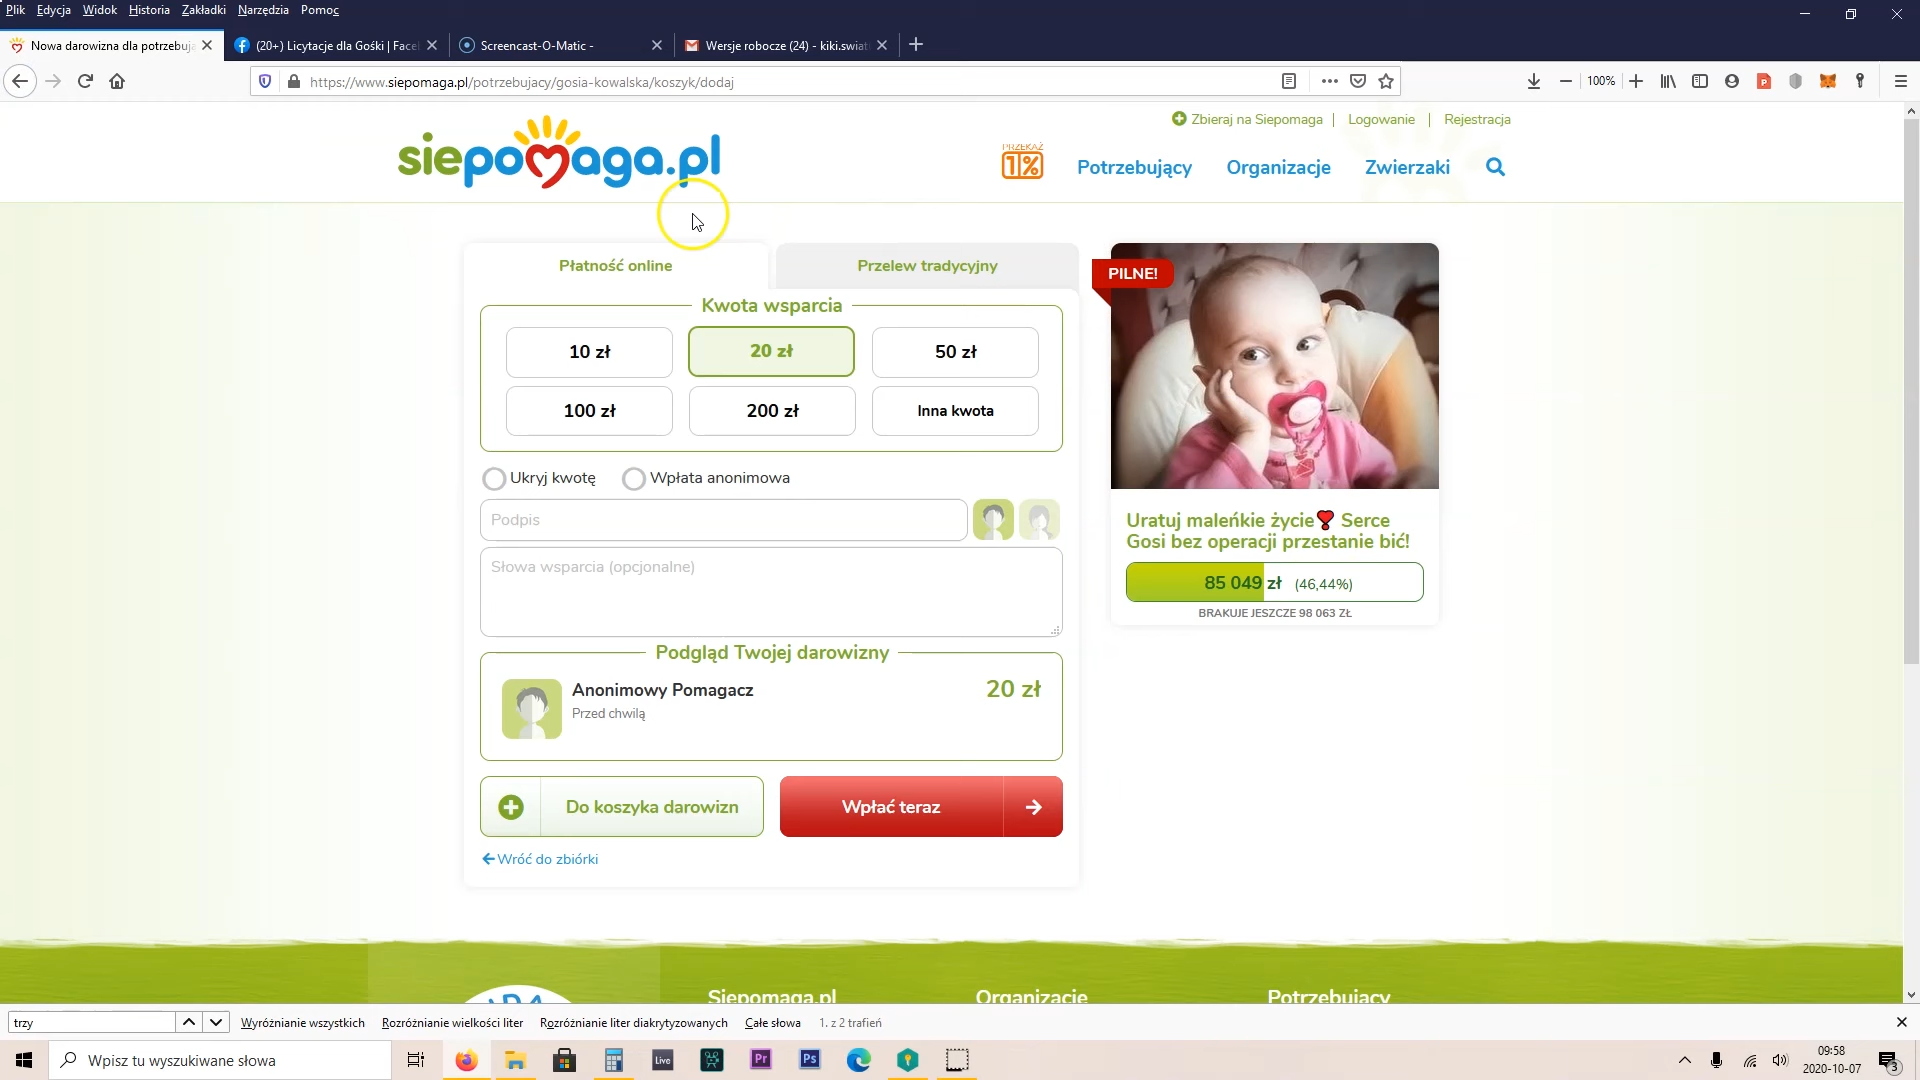 Plik Edycja Widok Historia Zakładki Narzędzia Pomoc
Nowa darowizna dla potrzebują
(20+) Licytacje dla Gośki | Face
Screencast-O-Matic -
Wersje robocze (24) - kiki.swiat
https://www.siepomaga.pl/potrzebujacy/gosia-kowalska/koszyk/dodaj
100%
Zbieraj na Siepomaga | Logowanie | Rejestracja
siepomaga.pl
PRZEKAŻ
1%
Potrzebujący
Organizacje
Zwierzaki
Płatność online
Przelew tradycyjny
PILNE!
Kwota wsparcia
10 zł
20 zł
50 zł
100 zł
200 zł
Inna kwota
Ukryj kwotę
Wpłata anonimowa
Podpis
Słowa wsparcia (opcjonalne)
Uratuj maleńkie życie❣ Serce
Gosi bez operacji przestanie bić!
85 049 zł (46,44%)
BRAKUJE JESZCZE 98 063 ZŁ
Podgląd Twojej darowizny
Anonimowy Pomagacz
20 zł
Przed chwilą
Do koszyka darowizn
Wpłać teraz
Wróć do zbiórki
Siepomaga.pl
Organizacje
Potrzebujący
trzy
Wyróżnianie wszystkich
Rozróżnianie wielkości liter
Rozróżnianie liter diakrytyzowanych
Całe słowa
1. z 2 trafień
Wpisz tu wyszukiwane słowa
Live
Pr
Ps
09:58
2020-10-07
3